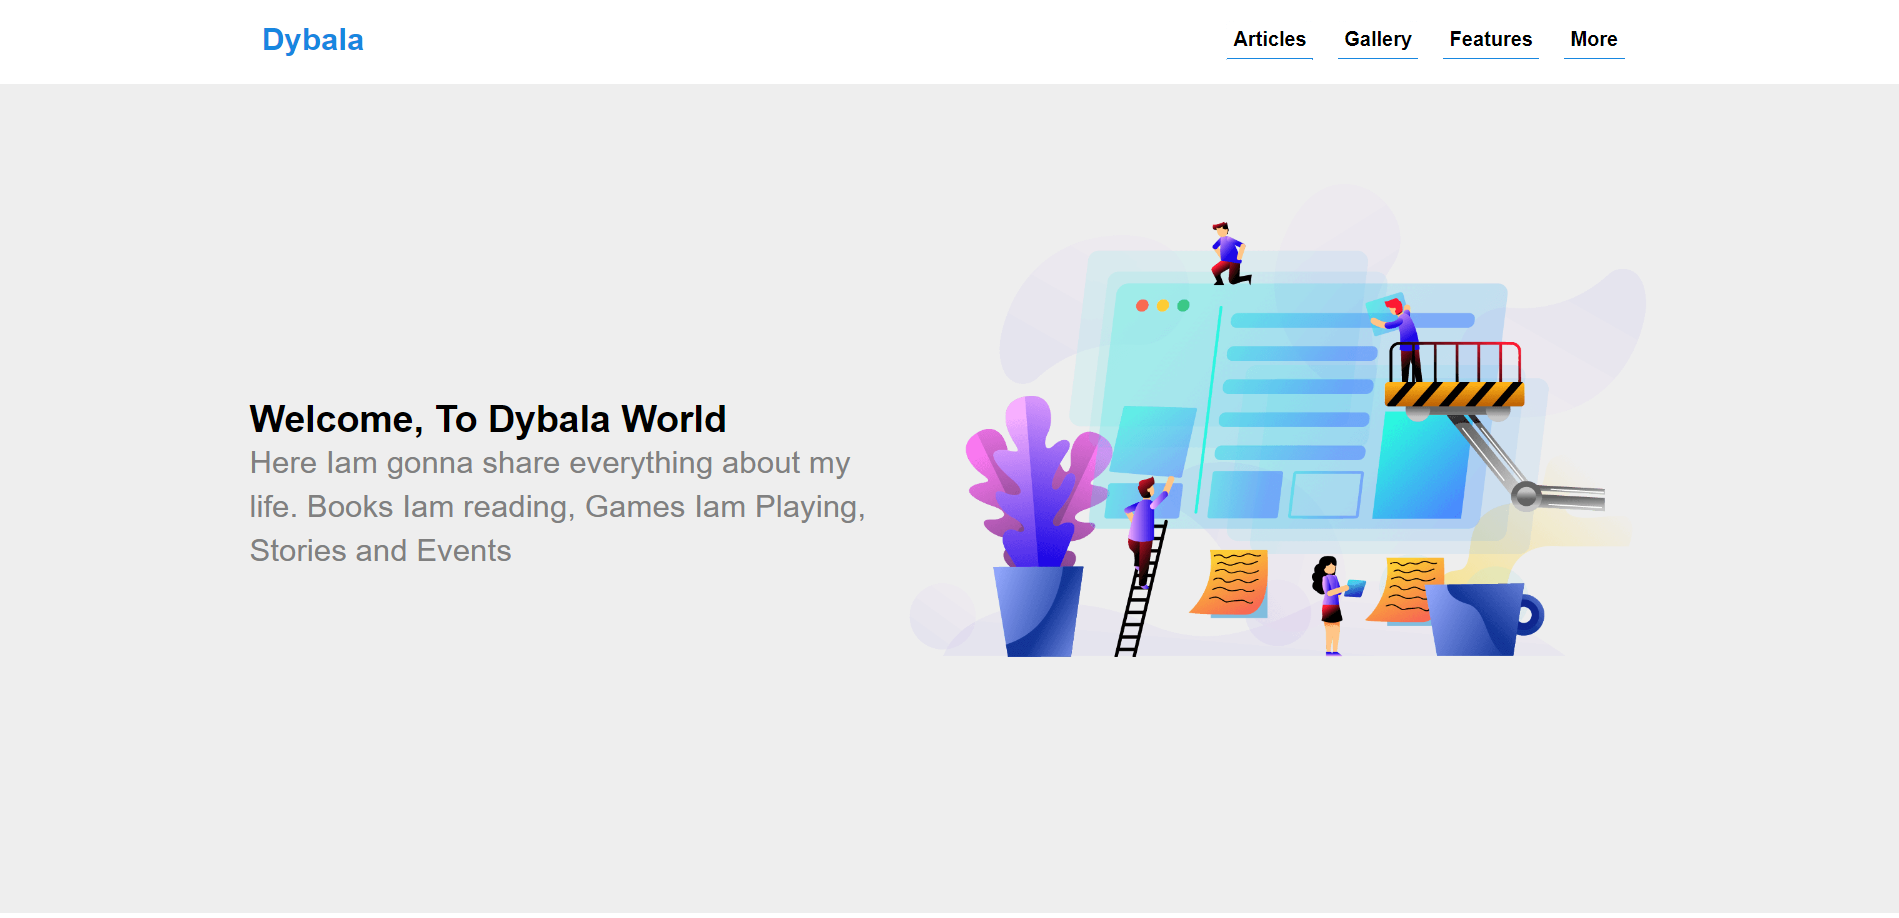 Dybala
Articles Gallery Features More
Welcome, To Dybala World
Here Iam gonna share everything about my
life. Books Iam reading, Games Iam Playing,
Stories and Events